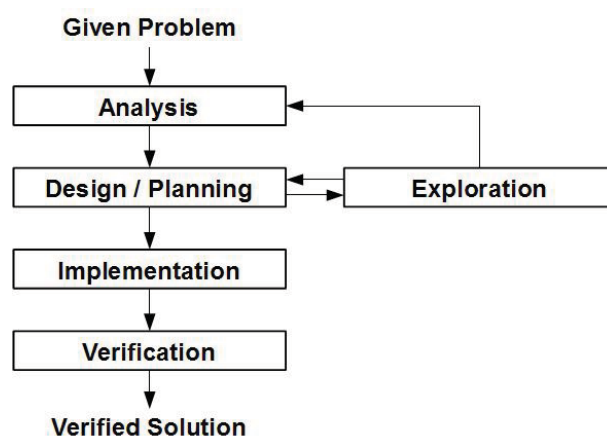 Given Problem
Analysis
Design / Planning
Exploration
Implementation
Verification
Verified Solution